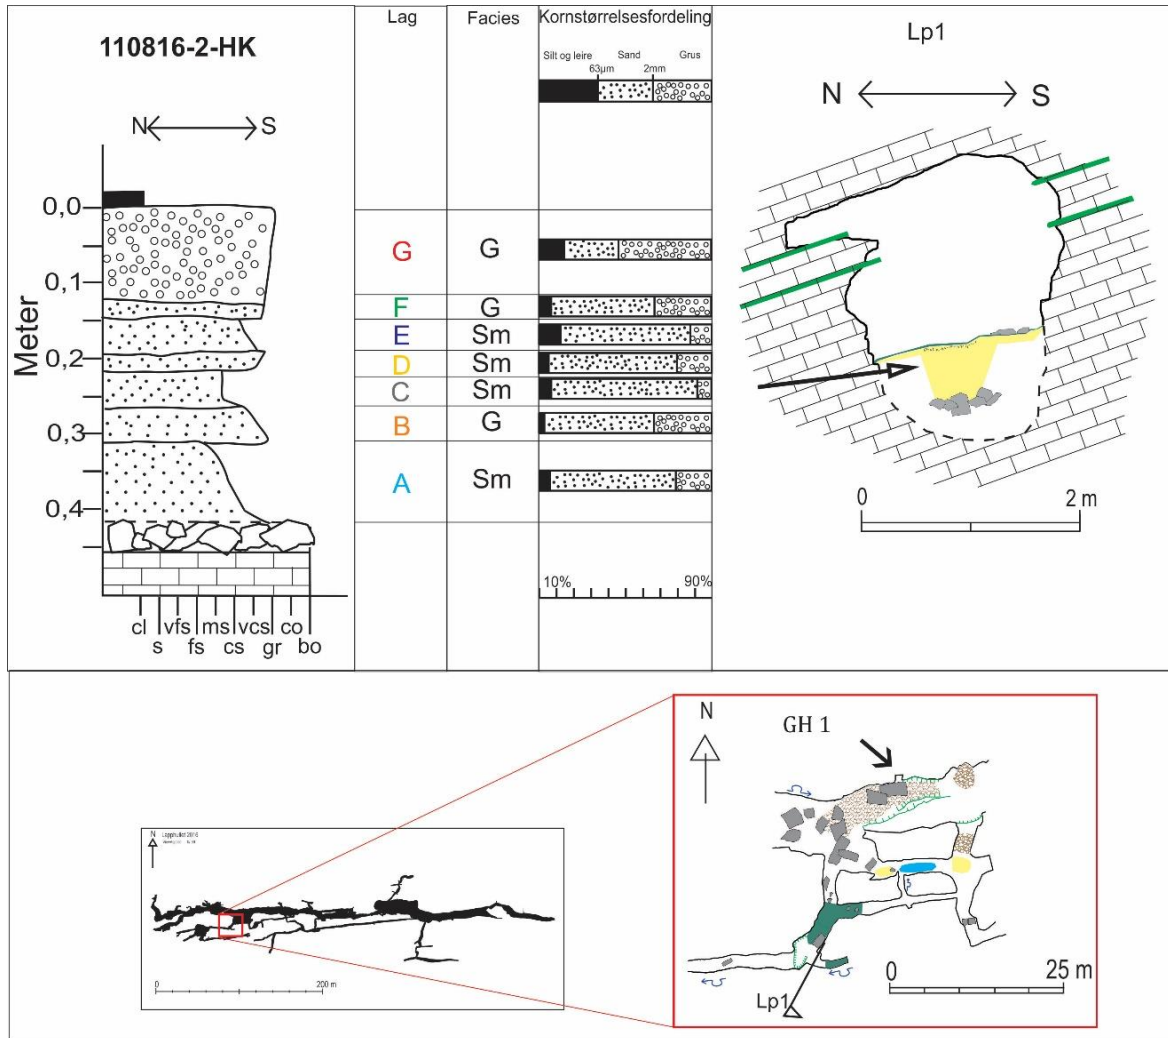 110816-2-HK
N S
Meter
0,0
0,1
0,2
0,3
0,4
cl
s
vfs
fs
ms
cs
vcs
gr
co
bo
Lag
Facies
Kornstørrelsesfordeling
Silt og leire
Sand
Grus
63µm
2mm
G
G
F
G
E
Sm
D
Sm
C
Sm
B
G
A
Sm
10% 90%
Lp1
N S
0 2 m
N
0 200 m
N
GH 1
Lp1
0 25 m